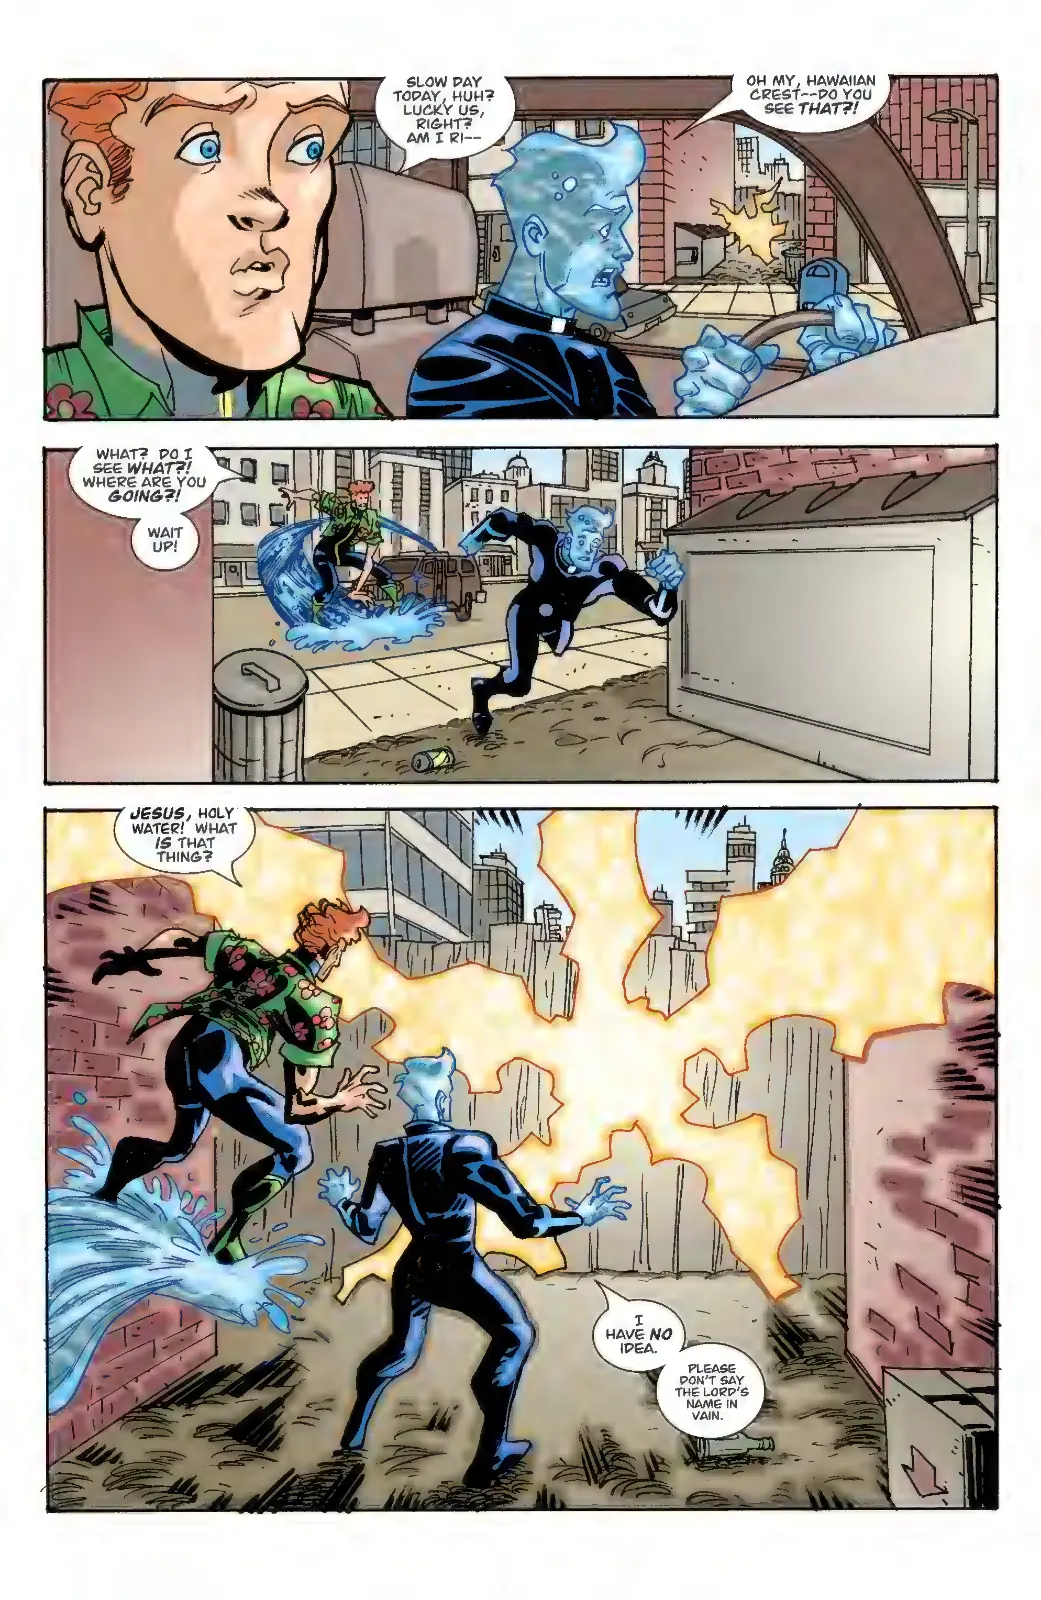 SLOW DAY
TODAY, HUH?
LUCKY US,
RIGHT?
AM I RI--
OH MY, HAWAIIAN
CREST--DO YOU
SEE THAT?!
WHAT? DO I
SEE WHAT?!
WHERE ARE YOU
GOING?!
WAIT
UP!
JESUS, HOLY
WATER! WHAT
IS THAT
THING?
I
HAVE NO
IDEA.
PLEASE
DON'T SAY
THE LORD'S
NAME IN
VAIN.